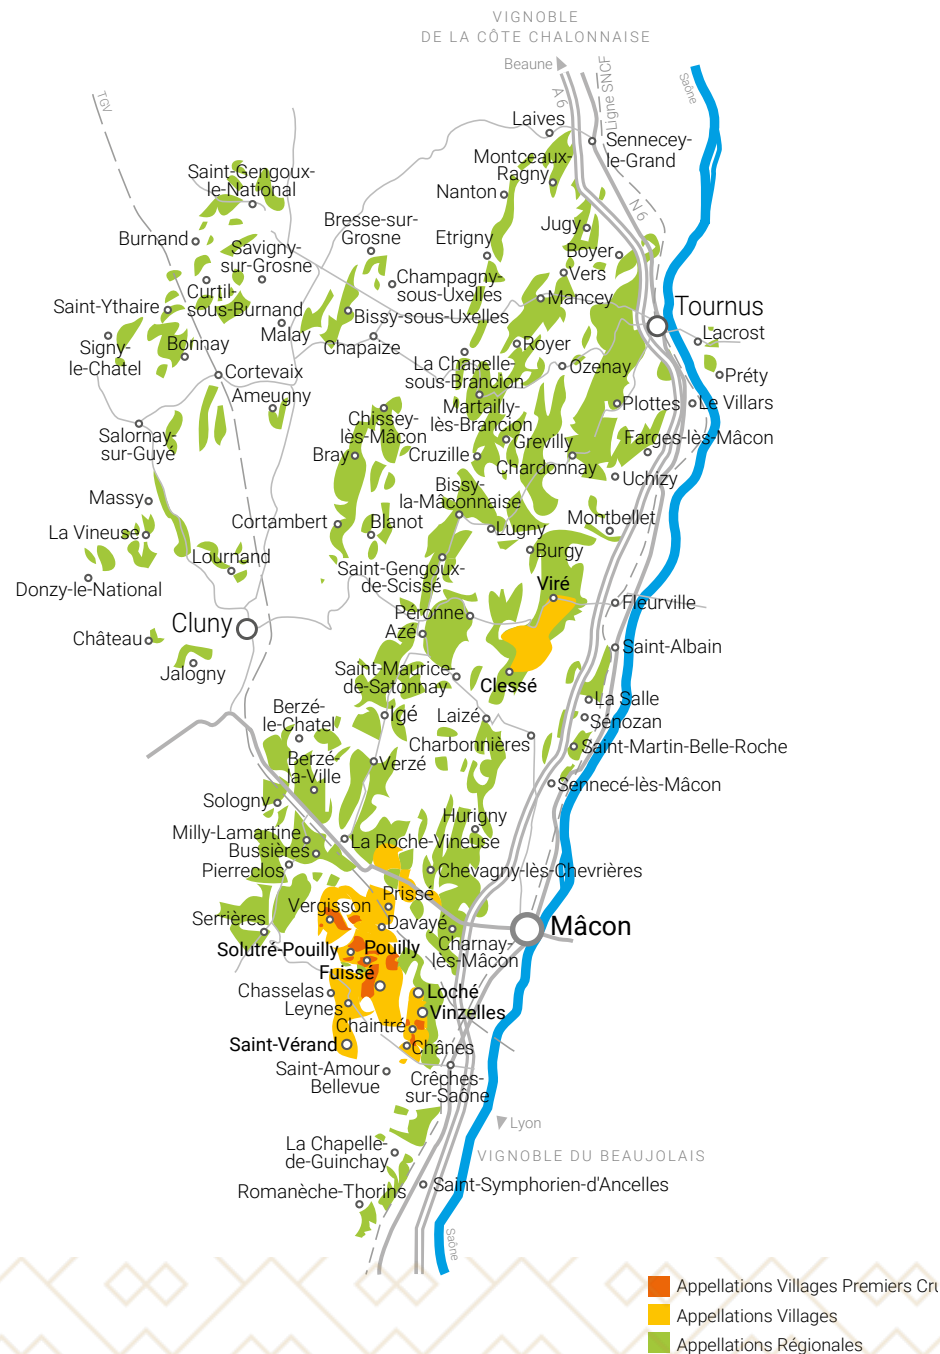 VIGNOBLE
DE LA CÔTE CHALONNAISE
Beaune
A 6
Ligne SNCF
Saône
TGV
Laives
Sennecey-
le-Grand
Montceaux-
Ragny
Saint-Gengoux-
le-National
Nanton
N 6
Bresse-sur-
Grosne
Etrigny
Jugy
Burnand
Savigny-
sur-Grosne
Boyer
Champagny-
sous-Uxelles
Vers
Curtil-
sous-Burnand
Mancey
Saint-Ythaire
Bissy-sous-Uxelles
Tournus
Malay
Lacrost
Signy-
le-Chatel
Bonnay
Chapaize
Royer
La Chapelle-
sous-Brancion
Ozenay
Cortevaix
Préty
Ameugny
Martailly-
lès-Brancion
Plottes
Le Villars
Chissey-
lès-Mâcon
Salornay-
sur-Guye
Grevilly
Farges-lès-Mâcon
Bray
Cruzille
Chardonnay
Uchizy
Bissy-
la-Mâconnaise
Massy
Cortambert
Blanot
Lugny
Montbellet
La Vineuse
Burgy
Lournand
Saint-Gengoux-
de-Scissé
Viré
Donzy-le-National
Fleurville
Péronne
Cluny
Azé
Château
Saint-Albain
Jalogny
Saint-Maurice-
de-Satonnay
Clessé
La Salle
Berzé-
le-Chatel
Igé
Laizé
Sénozan
Charbonnières
Saint-Martin-Belle-Roche
Berzé-
la-Ville
Verzé
Sennecé-lès-Mâcon
Sologny
Hurigny
Milly-Lamartine
La Roche-Vineuse
Bussières
Pierreclos
Chevagny-lès-Chevrières
Prissé
Vergisson
Serrières
Davayé
Mâcon
Charnay-
lès-Mâcon
Solutré-Pouilly
Pouilly
Fuissé
Chasselas
Loché
Leynes
Vinzelles
Chaintré
Saint-Vérand
Chânes
Saint-Amour
Bellevue
Crêches-
sur-Saône
Lyon
La Chapelle-
de-Guinchay
VIGNOBLE DU BEAUJOLAIS
Romanèche-Thorins
Saint-Symphorien-d'Ancelles
Saône
Appellations Villages Premiers Cru
Appellations Villages
Appellations Régionales